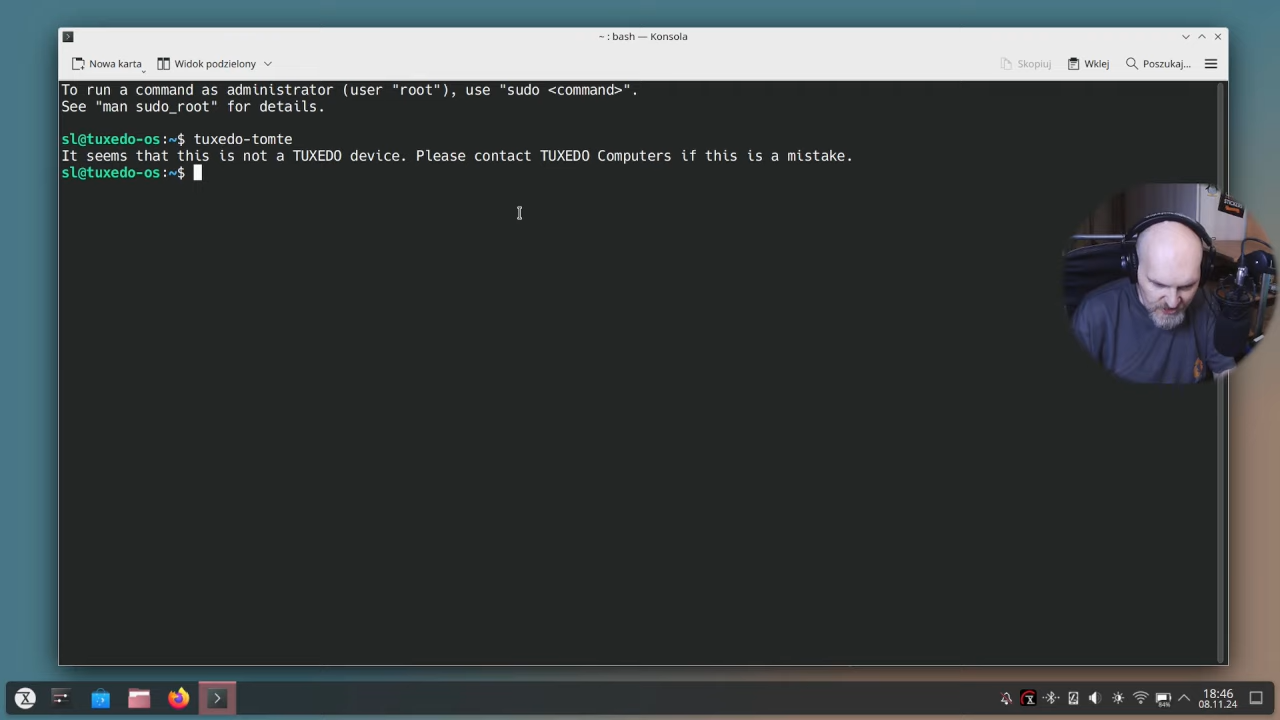 ~ : bash — Konsola
Nowa karta
Widok podzielony
Skopiuj
Wklej
Poszukaj...
To run a command as administrator (user "root"), use "sudo <command>".
See "man sudo_root" for details.
sl@tuxedo-os:~$ tuxedo-tomte
It seems that this is not a TUXEDO device. Please contact TUXEDO Computers if this is a mistake.
sl@tuxedo-os:~$
84%
18:46
08.11.24